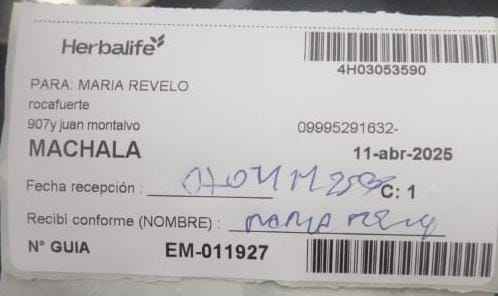 Herbalife
4H03053590
PARA: MARIA REVELO
rocafuerte
907y juan montalvo
09995291632-
MACHALA
11-abr-2025
Fecha recepción :
C: 1
Recibi conforme (NOMBRE) : maria
N° GUIA
EM-011927